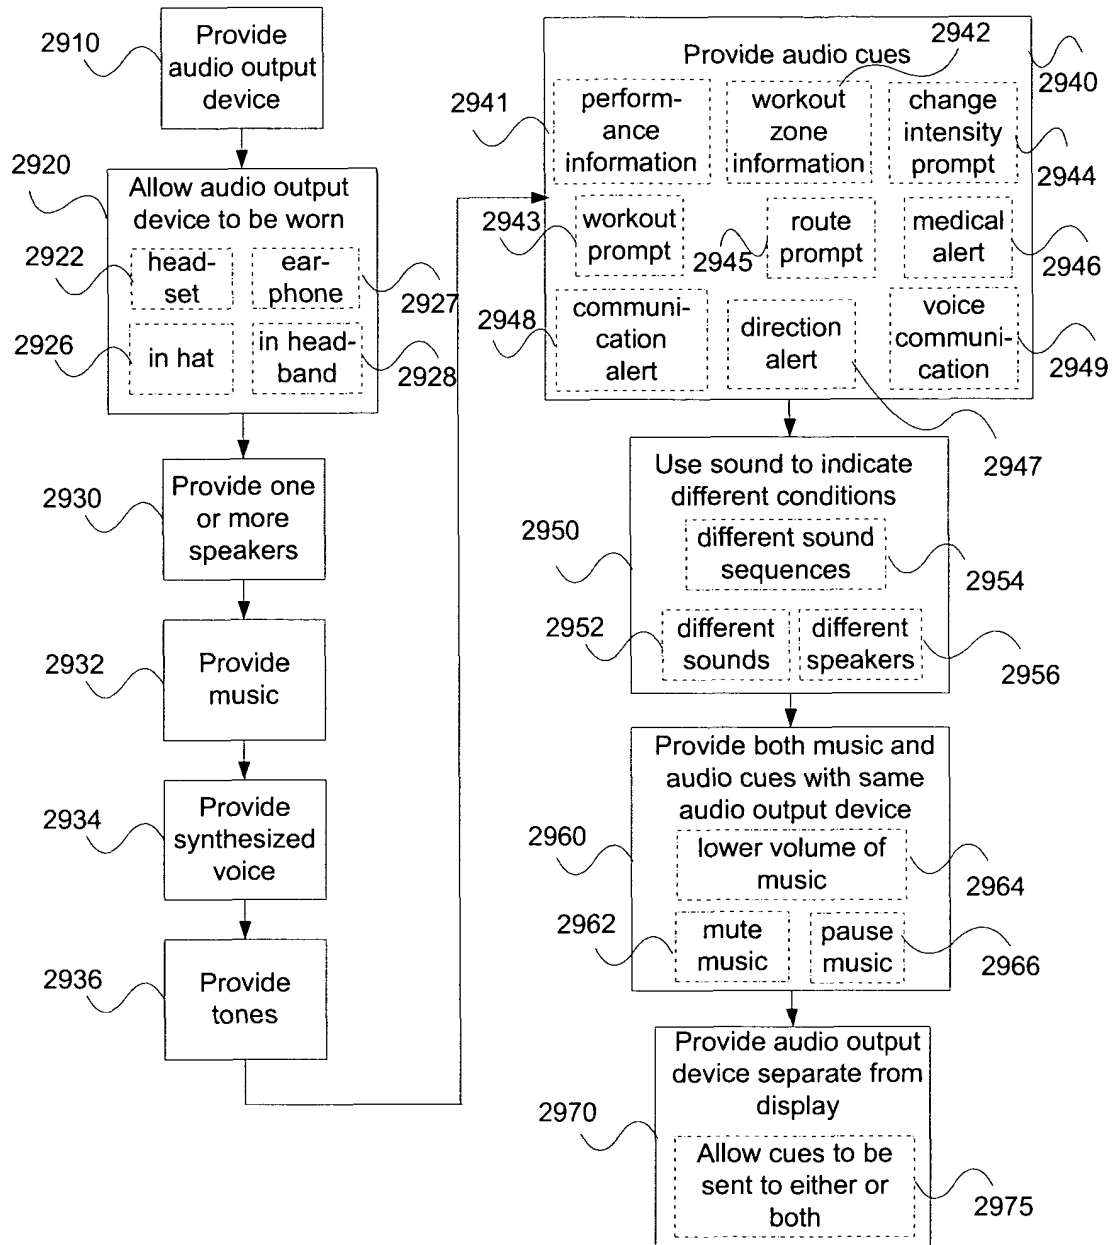 2910
Provide
audio output
device
2920
Allow audio output
device to be worn
2922
head-
set
ear-
phone
2927
2926
in hat
in head-
band
2928
2930
Provide one
or more
speakers
2932
Provide
music
2934
Provide
synthesized
voice
2936
Provide
tones
2942
Provide audio cues
2940
2941
perform-
ance
information
workout
zone
information
change
intensity
prompt
2944
2943
workout
prompt
2945
route
prompt
medical
alert
2946
2948
communi-
cation
alert
direction
alert
voice
communi-
cation
2949
2947
Use sound to indicate
different conditions
2950
different sound
sequences
2954
2952
different
sounds
different
speakers
2956
Provide both music and
audio cues with same
audio output device
2960
lower volume of
music
2964
2962
mute
music
pause
music
2966
Provide audio output
device separate from
display
2970
Allow cues to be
sent to either or
both
2975